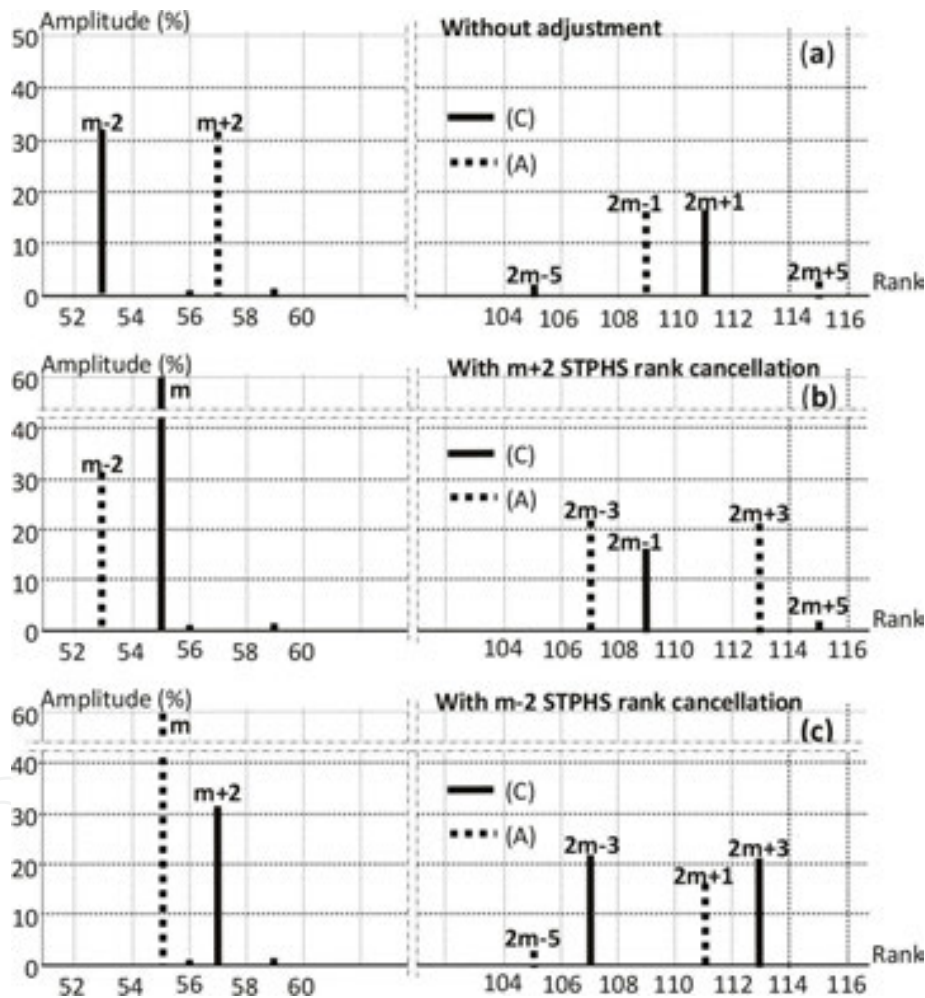 Amplitude (%)
Without adjustment
(a)
50
40
30
20
10
0
m-2
m+2
(C)
(A)
2m-5
2m-1
2m+1
2m+5
Rank
52 54 56 58 60 104 106 108 110 112 114 116
Amplitude (%)
With m+2 STPHS rank cancellation
(b)
60
40
30
20
10
0
m
m-2
(C)
(A)
2m-3
2m-1
2m+3
2m+5
Rank
52 54 56 58 60 104 106 108 110 112 114 116
Amplitude (%)
With m-2 STPHS rank cancellation
(c)
60
40
30
20
10
0
m
m+2
(C)
(A)
2m-5
2m-3
2m+1
2m+3
Rank
52 54 56 58 60 104 106 108 110 112 114 116